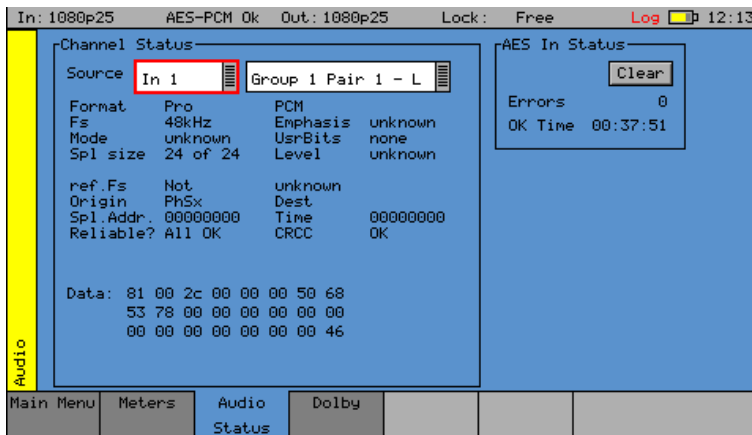 In: 1080p25 AES-PCM Ok Out: 1080p25 Lock: Free Log 12:13
Channel Status
Source In 1 Group 1 Pair 1 - L
Format Pro PCM
Fs 48kHz Emphasis unknown
Mode unknown UsrBits none
Spl size 24 of 24 Level unknown
ref.Fs Not unknown
Origin PhSx Dest
Spl.Addr. 00000000 Time 00000000
Reliable? All OK CRCC OK
Data: 81 00 2c 00 00 00 50 68
53 78 00 00 00 00 00 00
00 00 00 00 00 00 00 46
AES In Status
Clear
Errors 0
OK Time 00:37:51
Audio
Main Menu Meters Audio Status Dolby